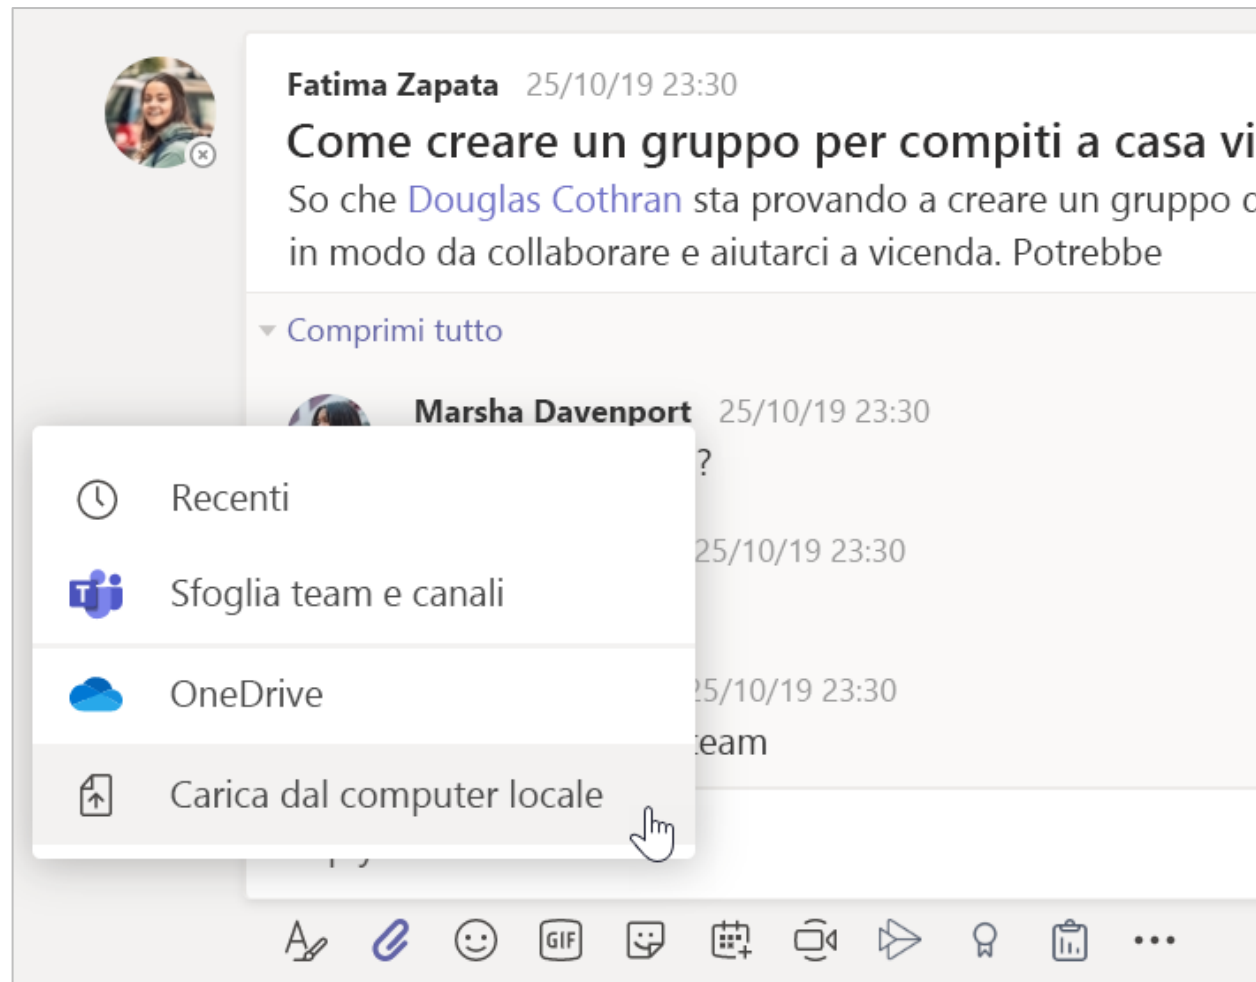 Fatima Zapata 25/10/19 23:30
Come creare un gruppo per compiti a casa
So che Douglas Cothran sta provando a creare un gruppo
in modo da collaborare e aiutarci a vicenda. Potrebbe
Comprimi tutto
Marsha Davenport 25/10/19 23:30
?
Recenti
25/10/19 23:30
Sfoglia team e canali
OneDrive
25/10/19 23:30
team
Carica dal computer locale
GIF